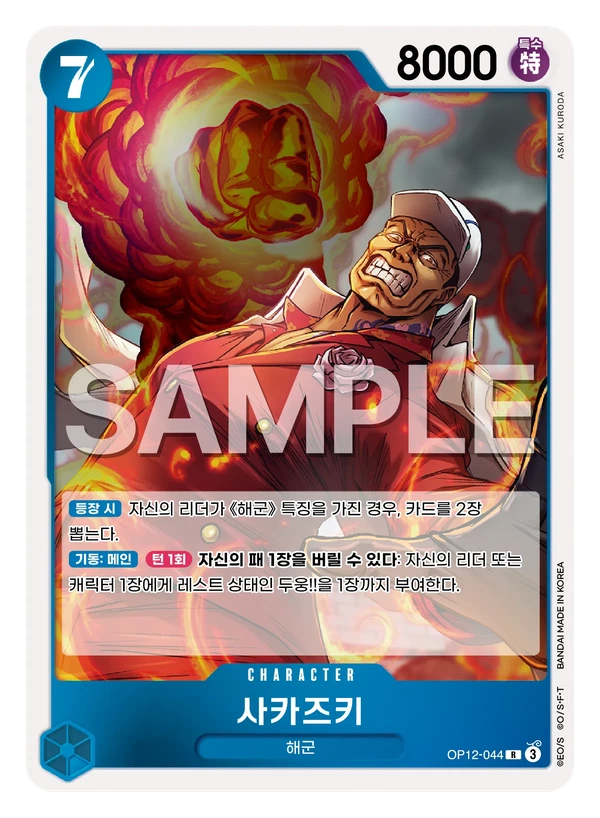 7
8000
특수
特
ASAKI KURODA
SAMPLE
등장 시 자신의 리더가 《해군》 특징을 가진 경우, 카드를 2장
뽑는다.
기동: 메인 턴 1회 자신의 패 1장을 버릴 수 있다: 자신의 리더 또는
캐릭터 1장에게 레스트 상태인 두웅!!을 1장까지 부여한다.
CHARACTER
사카즈키
해군
OP12-044 R 3
©EO/S ©O/S·F·T BANDAI MADE IN KOREA